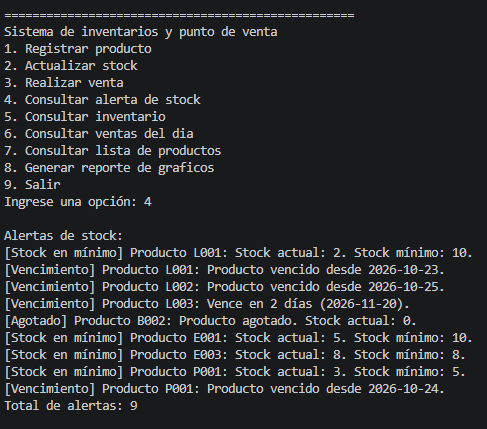 ==================================================
Sistema de inventarios y punto de venta
1. Registrar producto
2. Actualizar stock
3. Realizar venta
4. Consultar alerta de stock
5. Consultar inventario
6. Consultar ventas del dia
7. Consultar lista de productos
8. Generar reporte de graficos
9. Salir
Ingrese una opción: 4
Alertas de stock:
[Stock en mínimo] Producto L001: Stock actual: 2. Stock mínimo: 10.
[Vencimiento] Producto L001: Producto vencido desde 2026-10-23.
[Vencimiento] Producto L002: Producto vencido desde 2026-10-25.
[Vencimiento] Producto L003: Vence en 2 días (2026-11-20).
[Agotado] Producto B002: Producto agotado. Stock actual: 0.
[Stock en mínimo] Producto E001: Stock actual: 5. Stock mínimo: 10.
[Stock en mínimo] Producto E003: Stock actual: 8. Stock mínimo: 8.
[Stock en mínimo] Producto P001: Stock actual: 3. Stock mínimo: 5.
[Vencimiento] Producto P001: Producto vencido desde 2026-10-24.
Total de alertas: 9